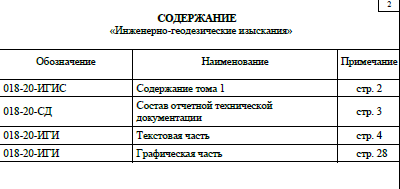 2
СОДЕРЖАНИЕ
«Инженерно-геодезические изыскания»
Обозначение Наименование Примечание
018-20-ИГИС Содержание тома 1 стр. 2
018-20-СД Состав отчетной технической документации стр. 3
018-20-ИГИ Текстовая часть стр. 4
018-20-ИГИ Графическая часть стр. 28